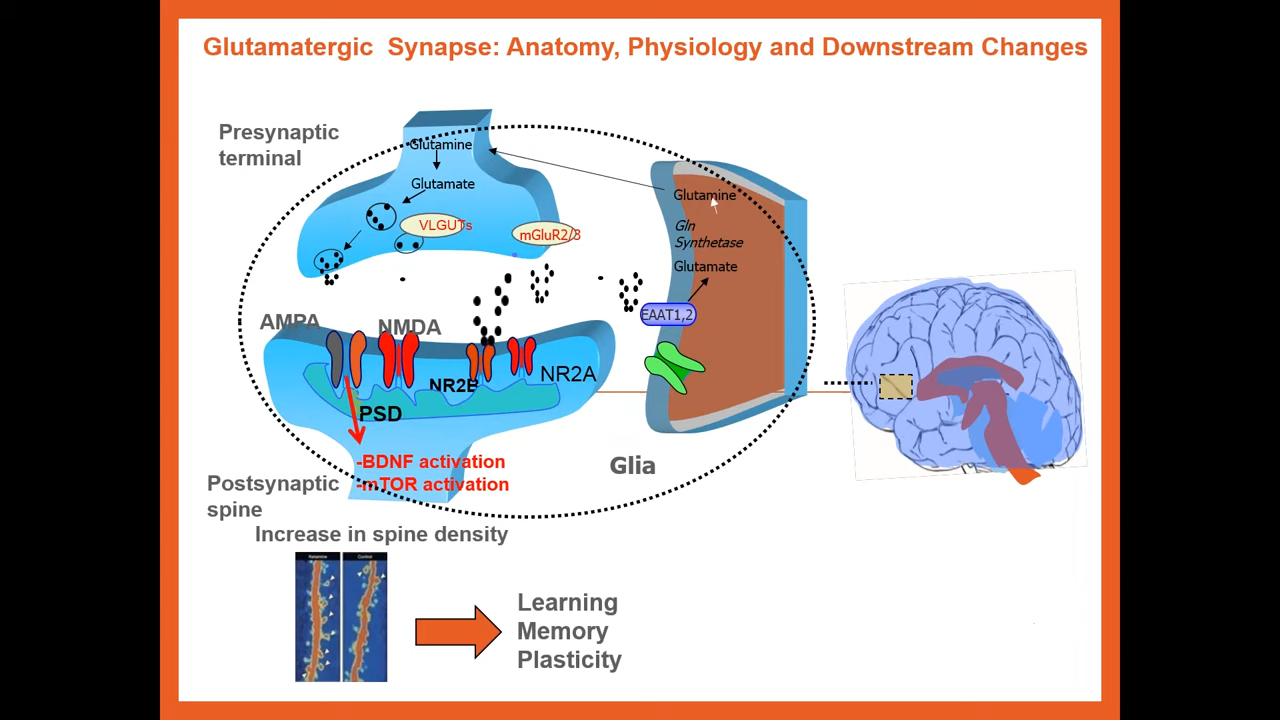 Glutamatergic Synapse: Anatomy, Physiology and Downstream Changes
Presynaptic
terminal
Glutamine
Glutamate
VLGUTs
mGluR2/3
Glutamine
Gln
Synthetase
Glutamate
EAAT1,2
AMPA
NMDA
NR2B
NR2A
PSD
-BDNF activation
-mTOR activation
Glia
Postsynaptic
spine
Increase in spine density
Ketamine
Control
Learning
Memory
Plasticity